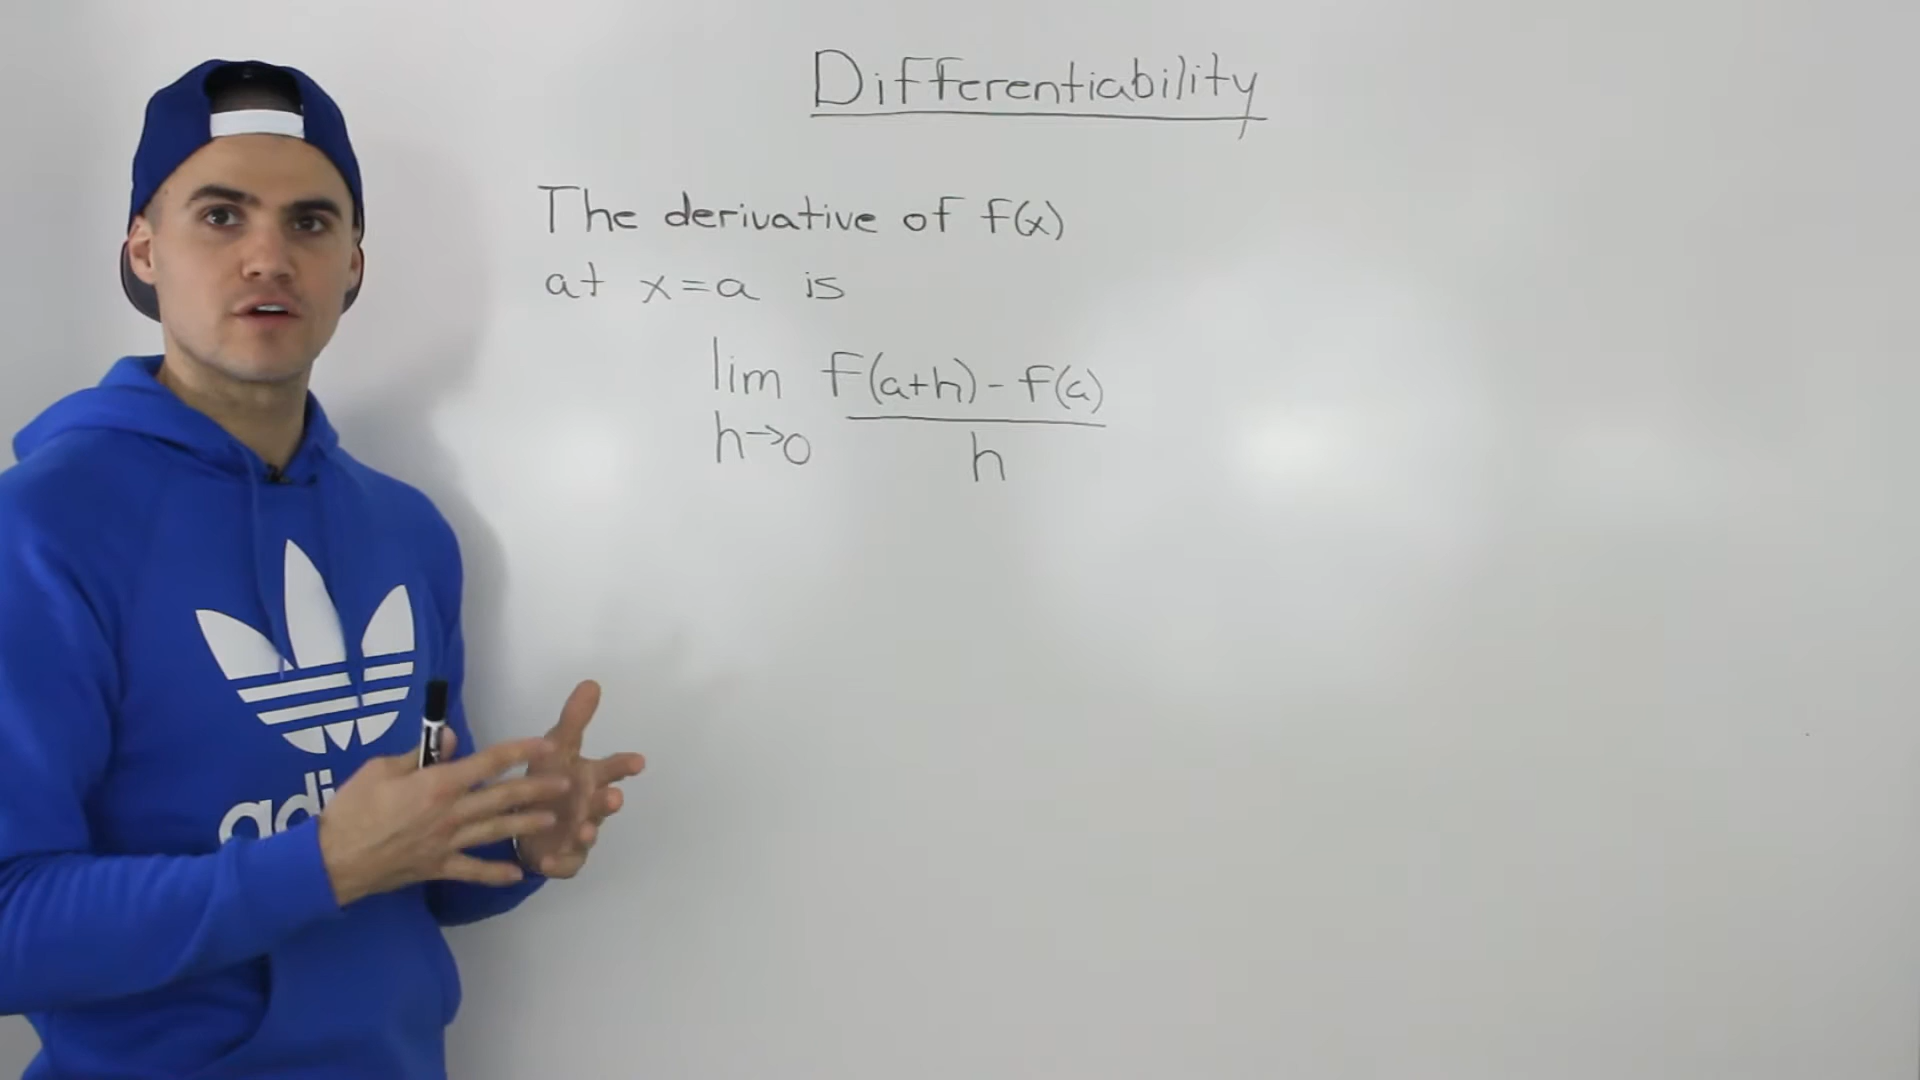 Differentiability
The derivative of f(x)
at x=a is
lim f(a+h)-f(a)
h→0 h
adi